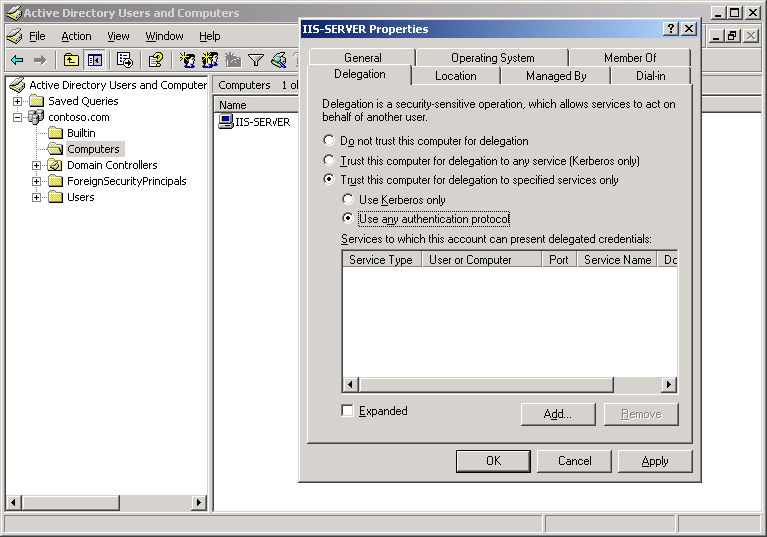 Active Directory Users and Computers
File Action View Window Help
Active Directory Users and Computer
Saved Queries
contoso.com
Builtin
Computers
Domain Controllers
ForeignSecurityPrincipals
Users
Computers 1 ol
Name
IIS-SERVER
IIS-SERVER Properties
General Operating System Member Of
Delegation Location Managed By Dial-in
Delegation is a security-sensitive operation, which allows services to act on
behalf of another user.
Do not trust this computer for delegation
Trust this computer for delegation to any service (Kerberos only)
Trust this computer for delegation to specified services only
Use Kerberos only
Use any authentication protocol
Services to which this account can present delegated credentials:
Service Type User or Computer Port Service Name Do
Expanded
Add... Remove
OK Cancel Apply